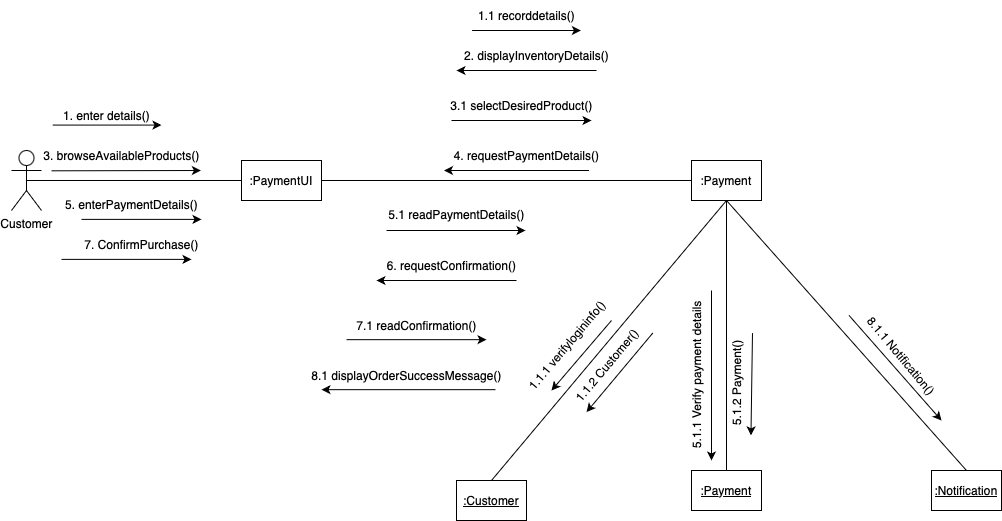 1.1 recorddetails()
2. displayInventoryDetails()
3.1 selectDesiredProduct()
1. enter details()
3. browseAvailableProducts()
4. requestPaymentDetails()
:PaymentUI
:Payment
Customer
5. enterPaymentDetails()
5.1 readPaymentDetails()
7. ConfirmPurchase()
6. requestConfirmation()
7.1 readConfirmation()
8.1 displayOrderSuccessMessage()
1.1.1 verifylogininfo()
1.1.2 Customer()
5.1.1 Verify payment details
5.1.2 Payment()
8.1.1 Notification()
:Customer
:Payment
:Notification